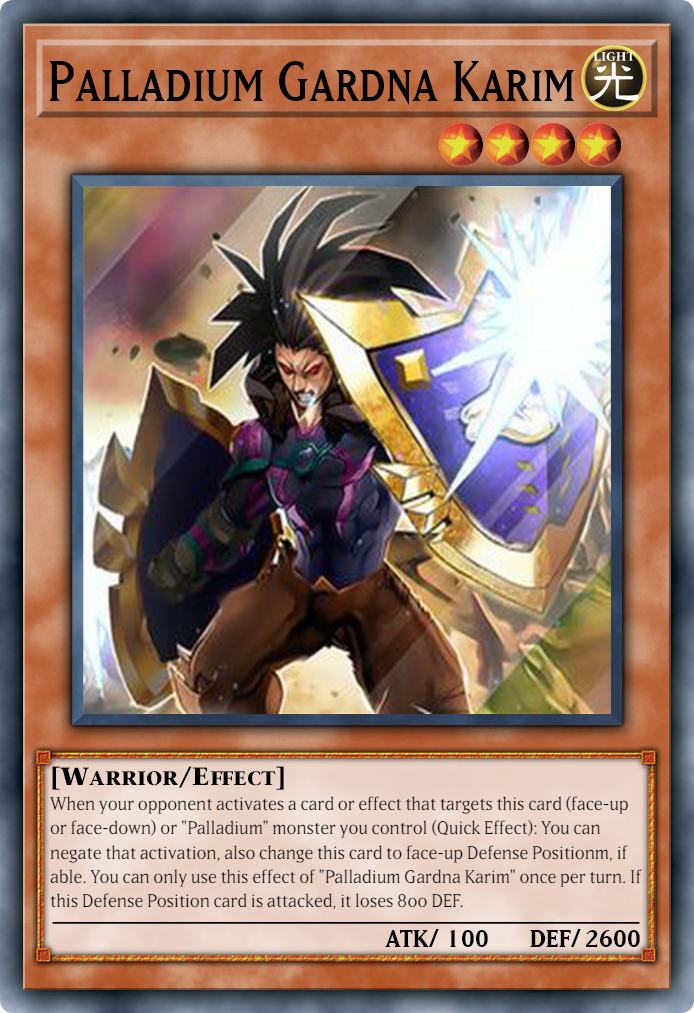 Palladium Gardna Karim
LIGHT
光
[Warrior/Effect]
When your opponent activates a card or effect that targets this card (face-up
or face-down) or "Palladium" monster you control (Quick Effect): You can
negate that activation, also change this card to face-up Defense Positionm, if
able. You can only use this effect of "Palladium Gardna Karim" once per turn. If
this Defense Position card is attacked, it loses 800 DEF.
ATK/ 100 DEF/ 2600